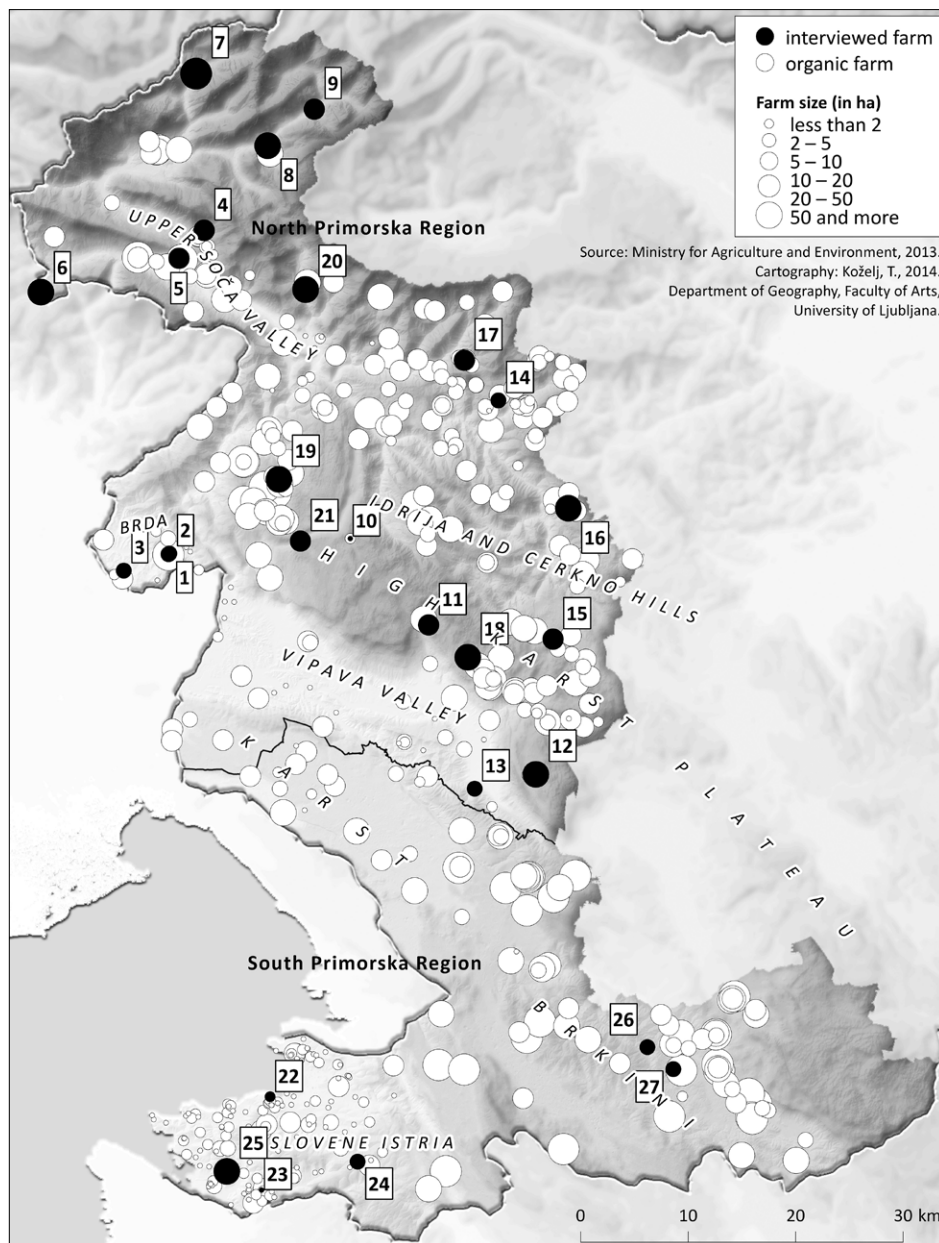 interviewed farm
organic farm
Farm size (in ha)
less than 2
2 – 5
5 – 10
10 – 20
20 – 50
50 and more
Source: Ministry for Agriculture and Environment, 2013.
Cartography: Koželj, T., 2014.
Department of Geography, Faculty of Arts,
University of Ljubljana.
7
9
8
4
North Primorska Region
UPPER SOČA VALLEY
6
5
20
17
14
19
21
10
IDRIJA AND CERKNO HILLS
16
BRDA
2
3
1
HIGH KARST PLATEAU
11
15
18
VIPAVA VALLEY
12
13
KARST
South Primorska Region
BRKINI
26
27
22
25
SLOVENE ISTRIA
23
24
0 10 20 30 km